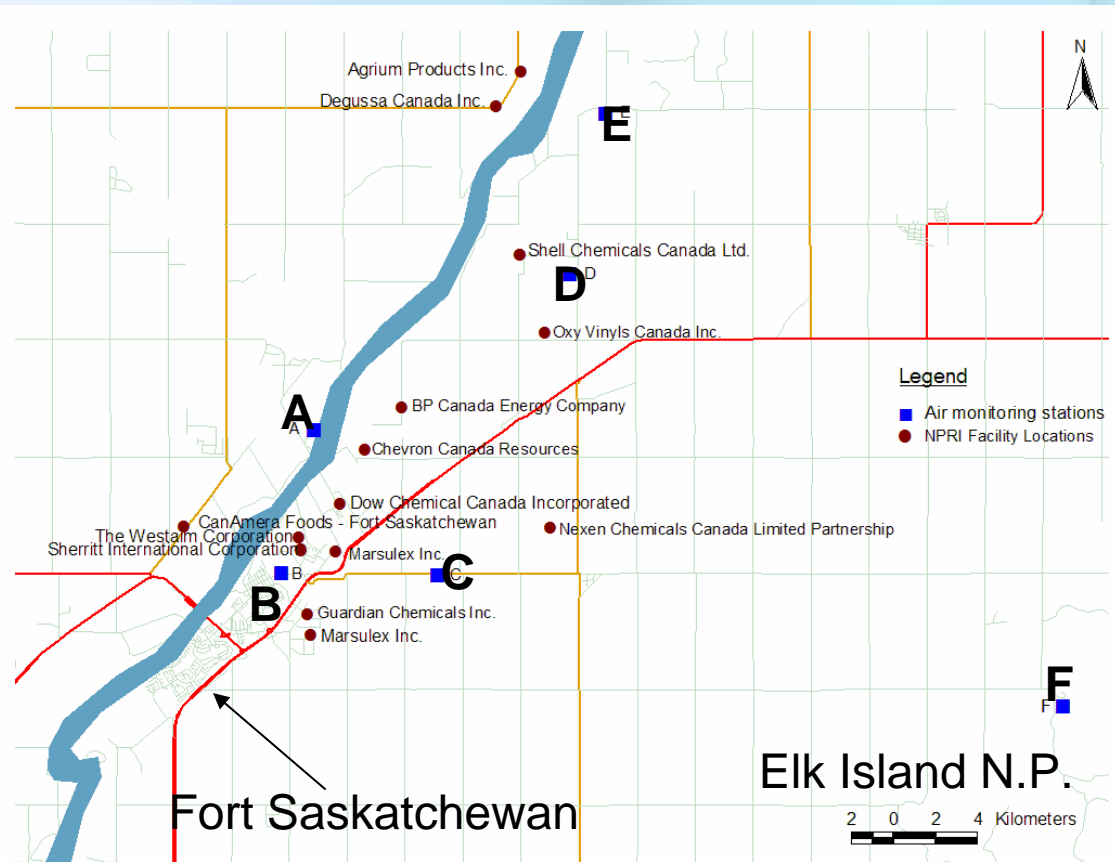 N
Agrium Products Inc.
Degussa Canada Inc.
E
E
Shell Chemicals Canada Ltd.
D
D
Oxy Vinyls Canada Inc.
Legend
Air monitoring stations
NPRI Facility Locations
A
A
BP Canada Energy Company
Chevron Canada Resources
Dow Chemical Canada Incorporated
CanAmera Foods - Fort Saskatchewan
The Westaim Corporation
Sherritt International Corporation
Marsulex Inc.
Nexen Chemicals Canada Limited Partnership
B
B
C
C
Guardian Chemicals Inc.
Marsulex Inc.
F
F
Elk Island N.P.
Fort Saskatchewan
2 0 2 4 Kilometers